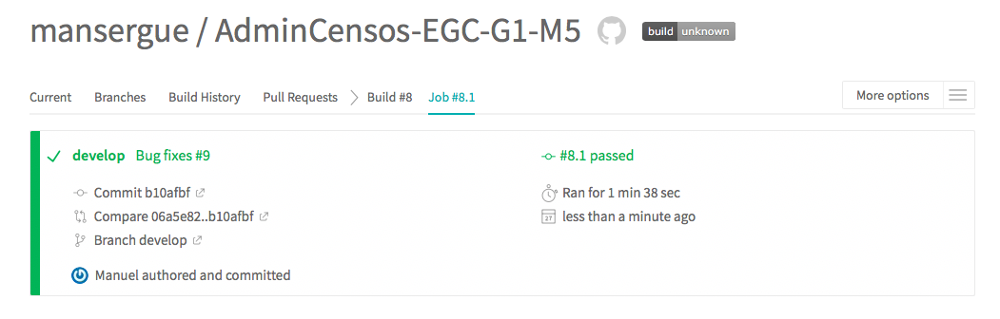 mansergue / AdminCensos-EGC-G1-M5 build unknown
Current Branches Build History Pull Requests Build #8 Job #8.1 More options
develop Bug fixes #9 #8.1 passed
Commit b10afbf Ran for 1 min 38 sec
Compare 06a5e82..b10afbf 27 less than a minute ago
Branch develop
Manuel authored and committed